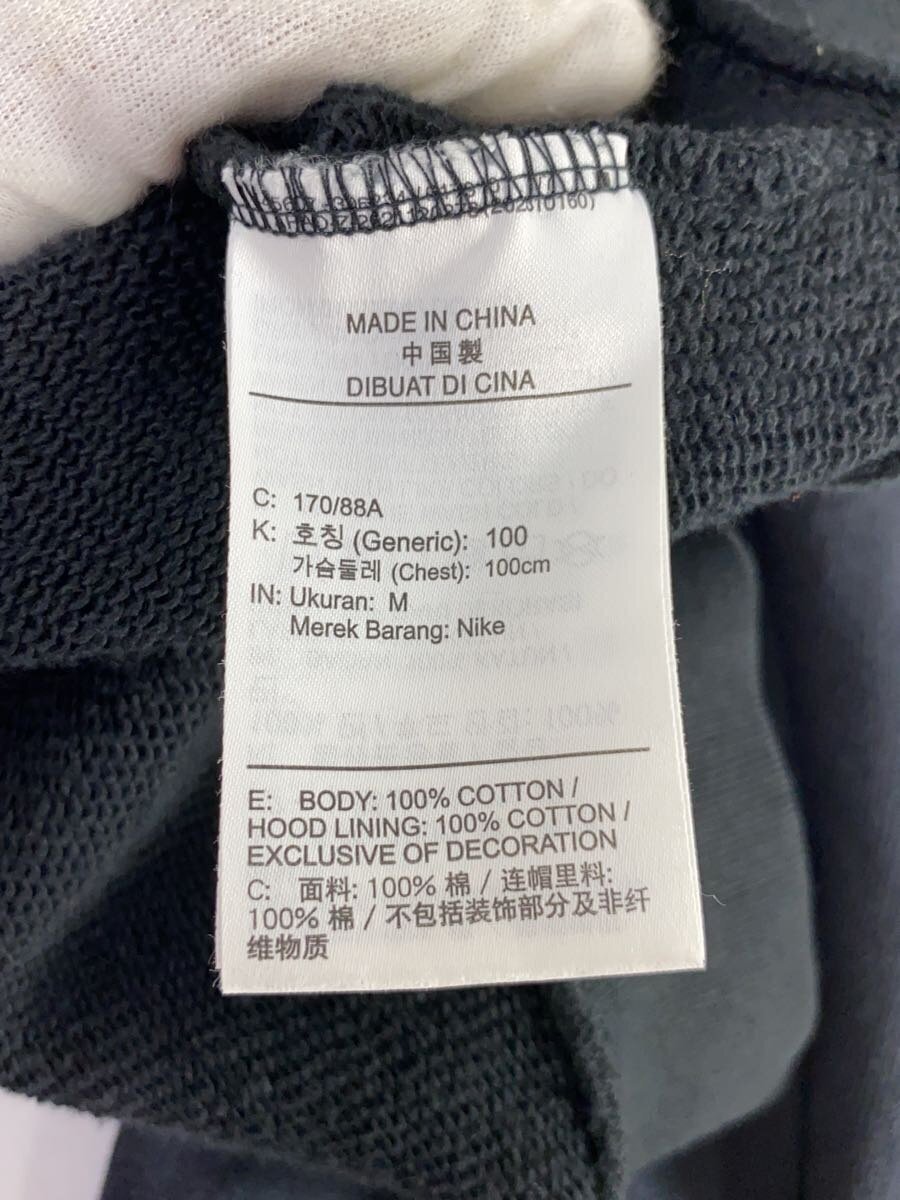 MADE IN CHINA
中国製
DIBUAT DI CINA
C: 170/88A
K: 호칭 (Generic): 100
가슴둘레 (Chest): 100cm
IN: Ukuran: M
Merek Barang: Nike
E: BODY: 100% COTTON /
HOOD LINING: 100% COTTON /
EXCLUSIVE OF DECORATION
C: 面料: 100% 棉 / 连帽里料:
100% 棉 / 不包括装饰部分及非纤
维物质